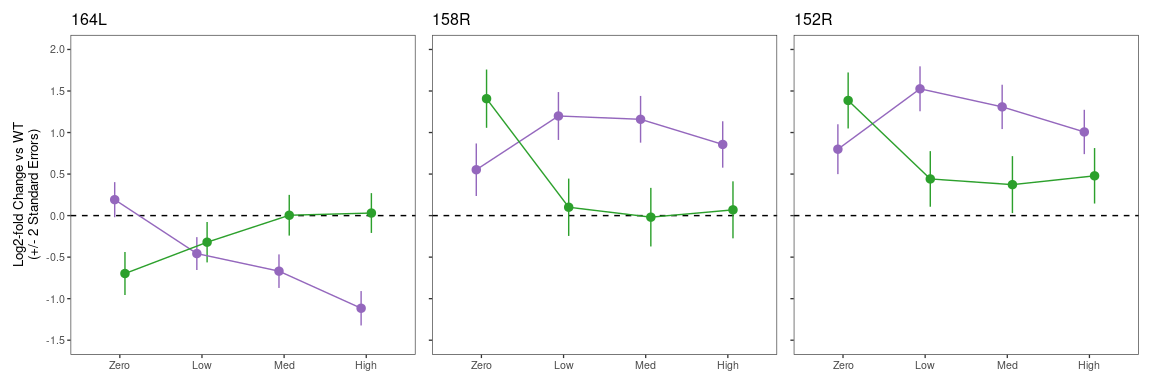 164L
158R
152R
Log2-fold Change vs WT
(+/- 2 Standard Errors)
2.0
1.5
1.0
0.5
0.0
-0.5
-1.0
-1.5
Zero Low Med High
Zero Low Med High
Zero Low Med High